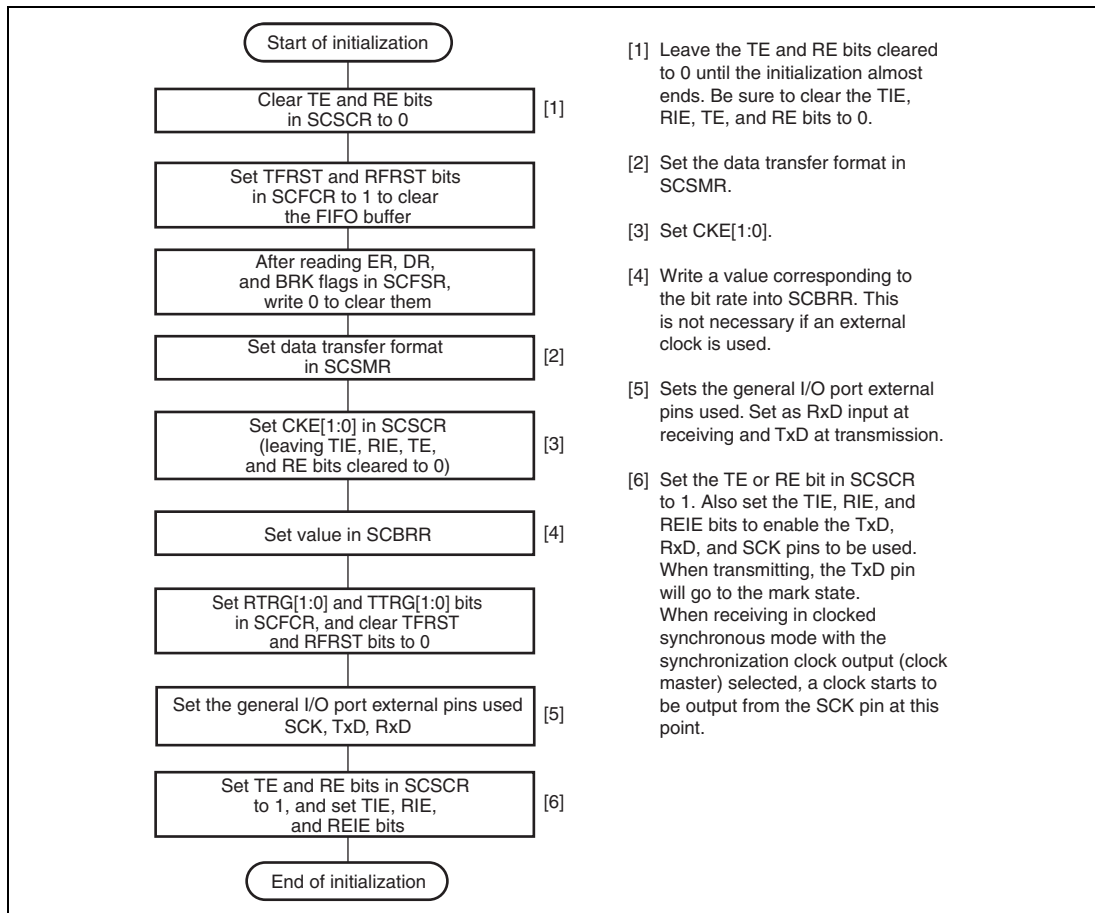 Start of initialization
Clear TE and RE bits
in SCSCR to 0
[1]
Set TFRST and RFRST bits
in SCFCR to 1 to clear
the FIFO buffer
After reading ER, DR,
and BRK flags in SCFSR,
write 0 to clear them
Set data transfer format
in SCSMR
[2]
Set CKE[1:0] in SCSCR
(leaving TIE, RIE, TE,
and RE bits cleared to 0)
[3]
Set value in SCBRR
[4]
Set RTRG[1:0] and TTRG[1:0] bits
in SCFCR, and clear TFRST
and RFRST bits to 0
Set the general I/O port external pins used
SCK, TxD, RxD
[5]
Set TE and RE bits in SCSCR
to 1, and set TIE, RIE,
and REIE bits
[6]
End of initialization
[1] Leave the TE and RE bits cleared
to 0 until the initialization almost
ends. Be sure to clear the TIE,
RIE, TE, and RE bits to 0.
[2] Set the data transfer format in
SCSMR.
[3] Set CKE[1:0].
[4] Write a value corresponding to
the bit rate into SCBRR. This
is not necessary if an external
clock is used.
[5] Sets the general I/O port external
pins used. Set as RxD input at
receiving and TxD at transmission.
[6] Set the TE or RE bit in SCSCR
to 1. Also set the TIE, RIE, and
REIE bits to enable the TxD,
RxD, and SCK pins to be used.
When transmitting, the TxD pin
will go to the mark state.
When receiving in clocked
synchronous mode with the
synchronization clock output (clock
master) selected, a clock starts to
be output from the SCK pin at this
point.